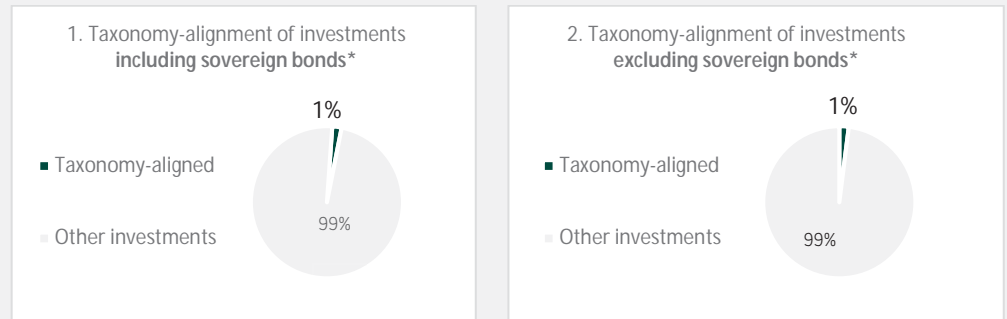 1. Taxonomy-alignment of investments
including sovereign bonds*
1%
Taxonomy-aligned
Other investments
99%
2. Taxonomy-alignment of investments
excluding sovereign bonds*
1%
Taxonomy-aligned
Other investments
99%